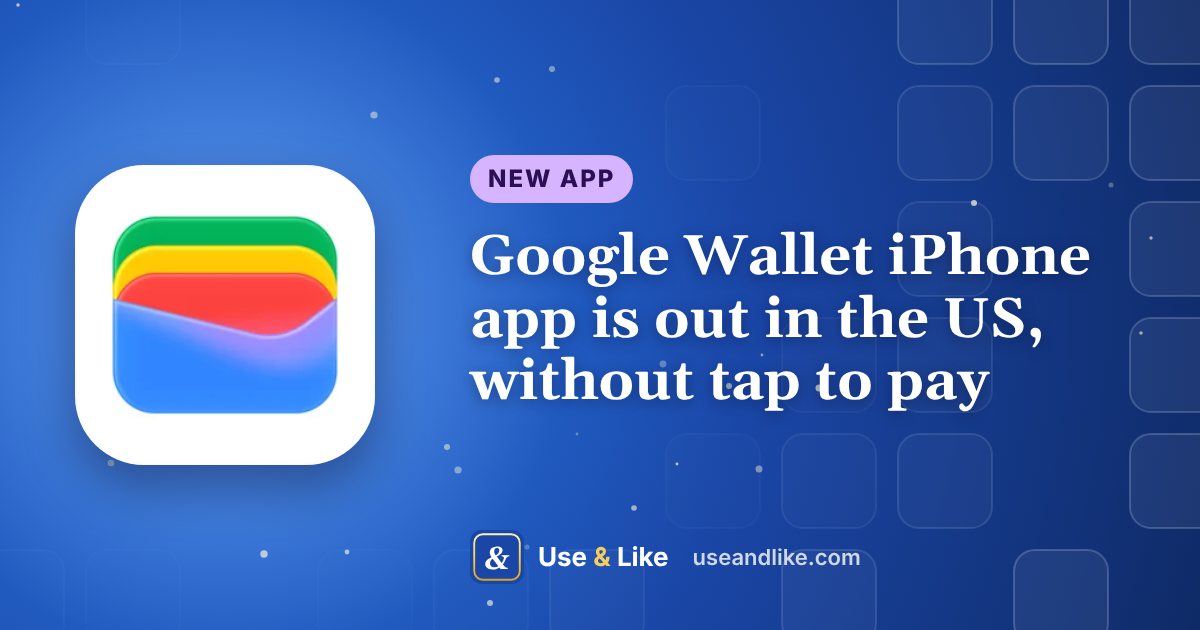 NEW APP
Google Wallet iPhone
app is out in the US,
without tap to pay
& Use & Like useandlike.com